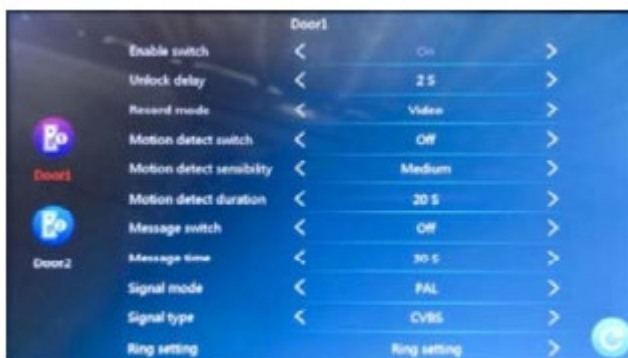 Door1
Enable switch < On >
Unlock delay < 2 S >
Record mode < Video >
Motion detect switch < Off >
Door1
Motion detect sensibility < Medium >
Motion detect duration < 20 S >
Message switch < Off >
Door2
Message time < 30 S >
Signal mode < PAL >
Signal type < CVBS >
Ring setting Ring setting >